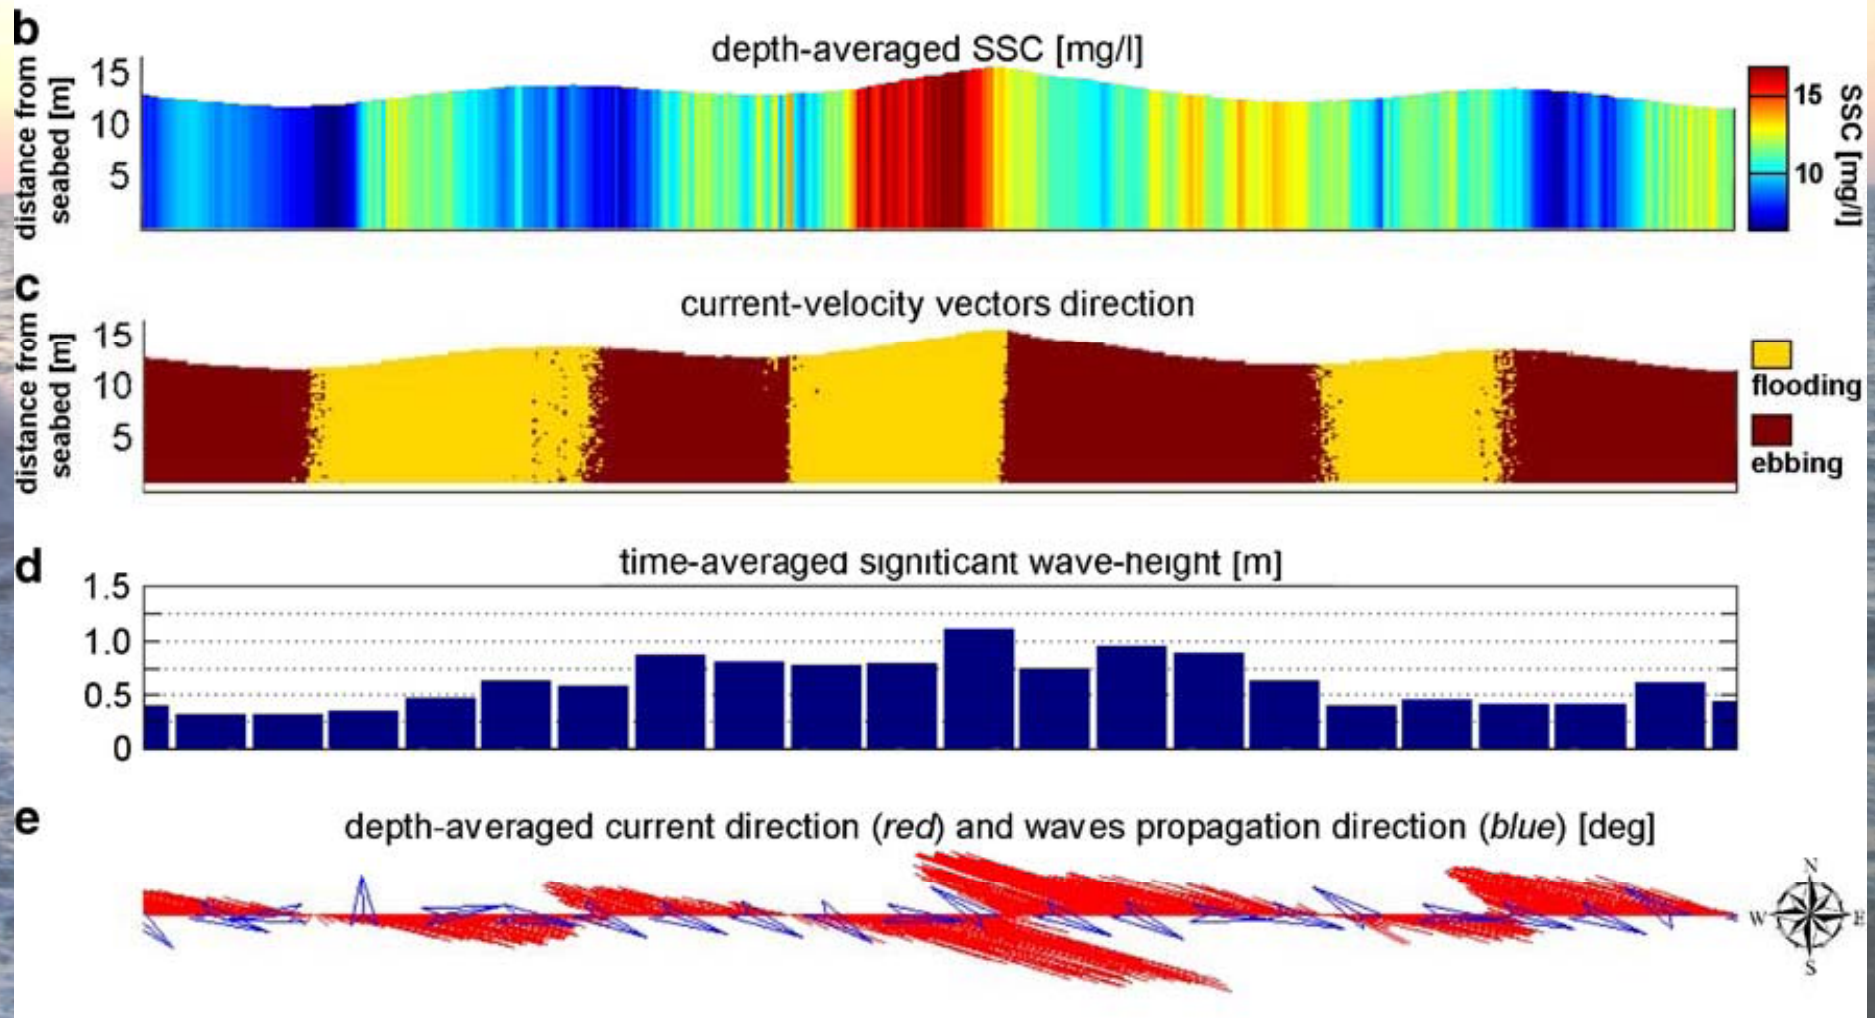 b
depth-averaged SSC [mg/l]
distance from
seabed [m]
15
10
5
15
10
SSC [mg/l]
c
current-velocity vectors direction
distance from
seabed [m]
15
10
5
flooding
ebbing
d
time-averaged significant wave-height [m]
1.5
1.0
0.5
0
e
depth-averaged current direction (red) and waves propagation direction (blue) [deg]
N
W E
S